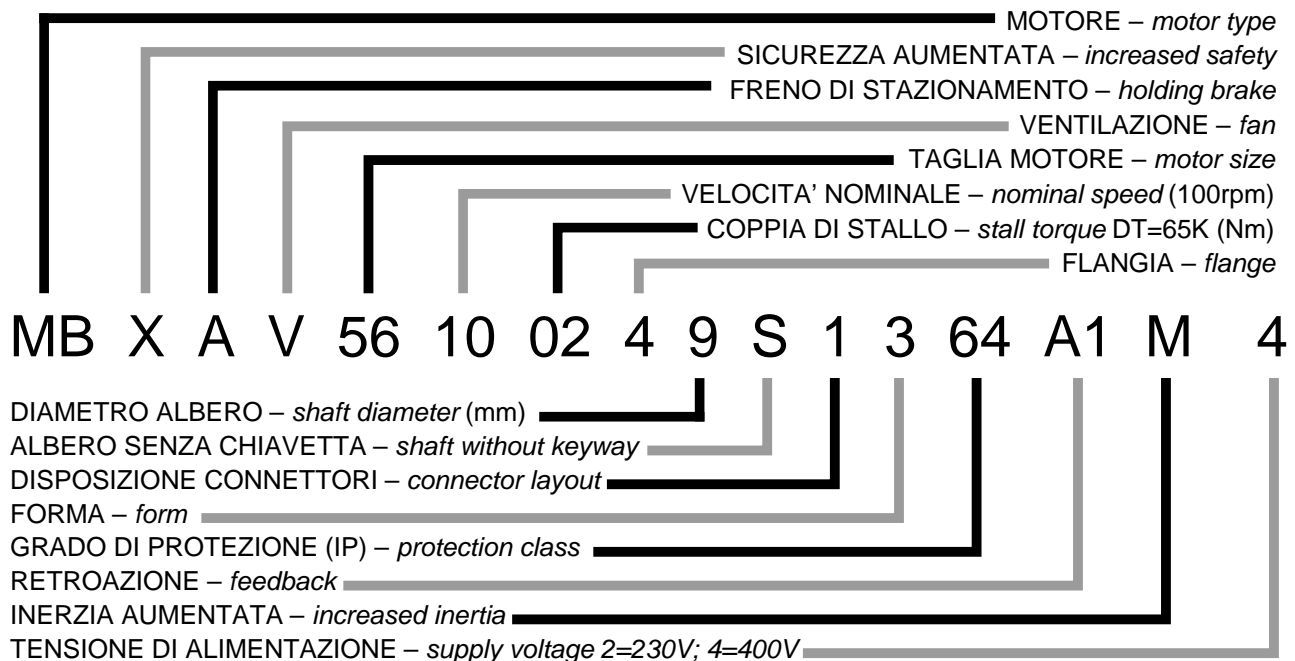 MOTORE – motor type
SICUREZZA AUMENTATA – increased safety
FRENO DI STAZIONAMENTO – holding brake
VENTILAZIONE – fan
TAGLIA MOTORE – motor size
VELOCITA' NOMINALE – nominal speed (100rpm)
COPPIA DI STALLO – stall torque DT=65K (Nm)
FLANGIA – flange
MB X A V 56 10 02 4 9 S 1 3 64 A1 M 4
DIAMETRO ALBERO – shaft diameter (mm)
ALBERO SENZA CHIAVETTA – shaft without keyway
DISPOSIZIONE CONNETTORI – connector layout
FORMA – form
GRADO DI PROTEZIONE (IP) – protection class
RETROAZIONE – feedback
INERZIA AUMENTATA – increased inertia
TENSIONE DI ALIMENTAZIONE – supply voltage 2=230V; 4=400V